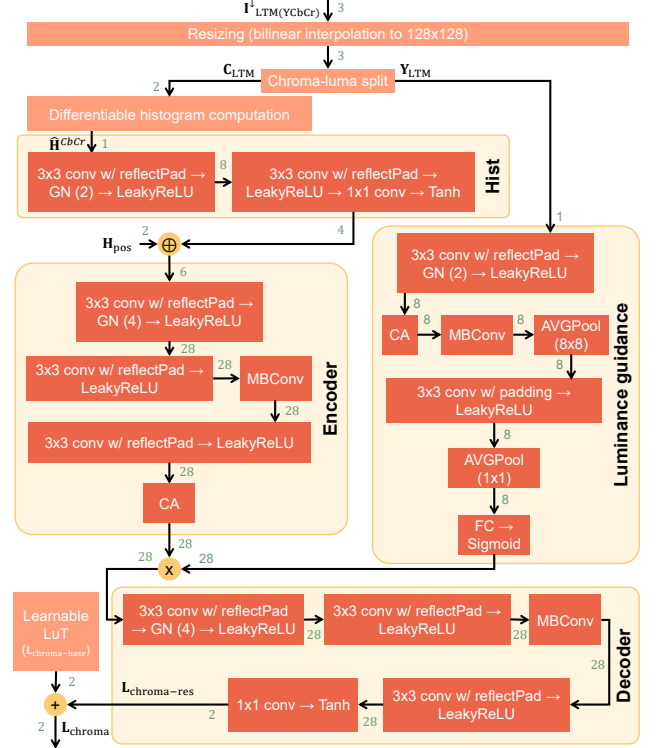 I↓LTM(YCbCr)
3
Resizing (bilinear interpolation to 128x128)
3
CLTM
Chroma-luma split
YLTM
2
Differentiable histogram computation
ĤCbCr
1
3x3 conv w/ reflectPad →
GN (2) → LeakyReLU
8
3x3 conv w/ reflectPad →
LeakyReLU → 1x1 conv → Tanh
Hist
4
1
2
Hpos
⊕
6
3x3 conv w/ reflectPad →
GN (4) → LeakyReLU
28
3x3 conv w/ reflectPad →
LeakyReLU
28
MBConv
28
3x3 conv w/ reflectPad → LeakyReLU
28
CA
Encoder
28
3x3 conv w/ reflectPad →
GN (2) → LeakyReLU
8
CA
8
MBConv
8
AVGPool
(8x8)
8
3x3 conv w/ padding →
LeakyReLU
8
AVGPool
(1x1)
8
FC →
Sigmoid
Luminance guidance
28
x
28
3x3 conv w/ reflectPad
→ GN (4) → LeakyReLU
28
3x3 conv w/ reflectPad →
LeakyReLU
28
MBConv
28
3x3 conv w/ reflectPad →
LeakyReLU
28
1x1 conv → Tanh
2
Decoder
Lchroma−res
Learnable
LuT
(Lchroma−base)
2
+
2
Lchroma